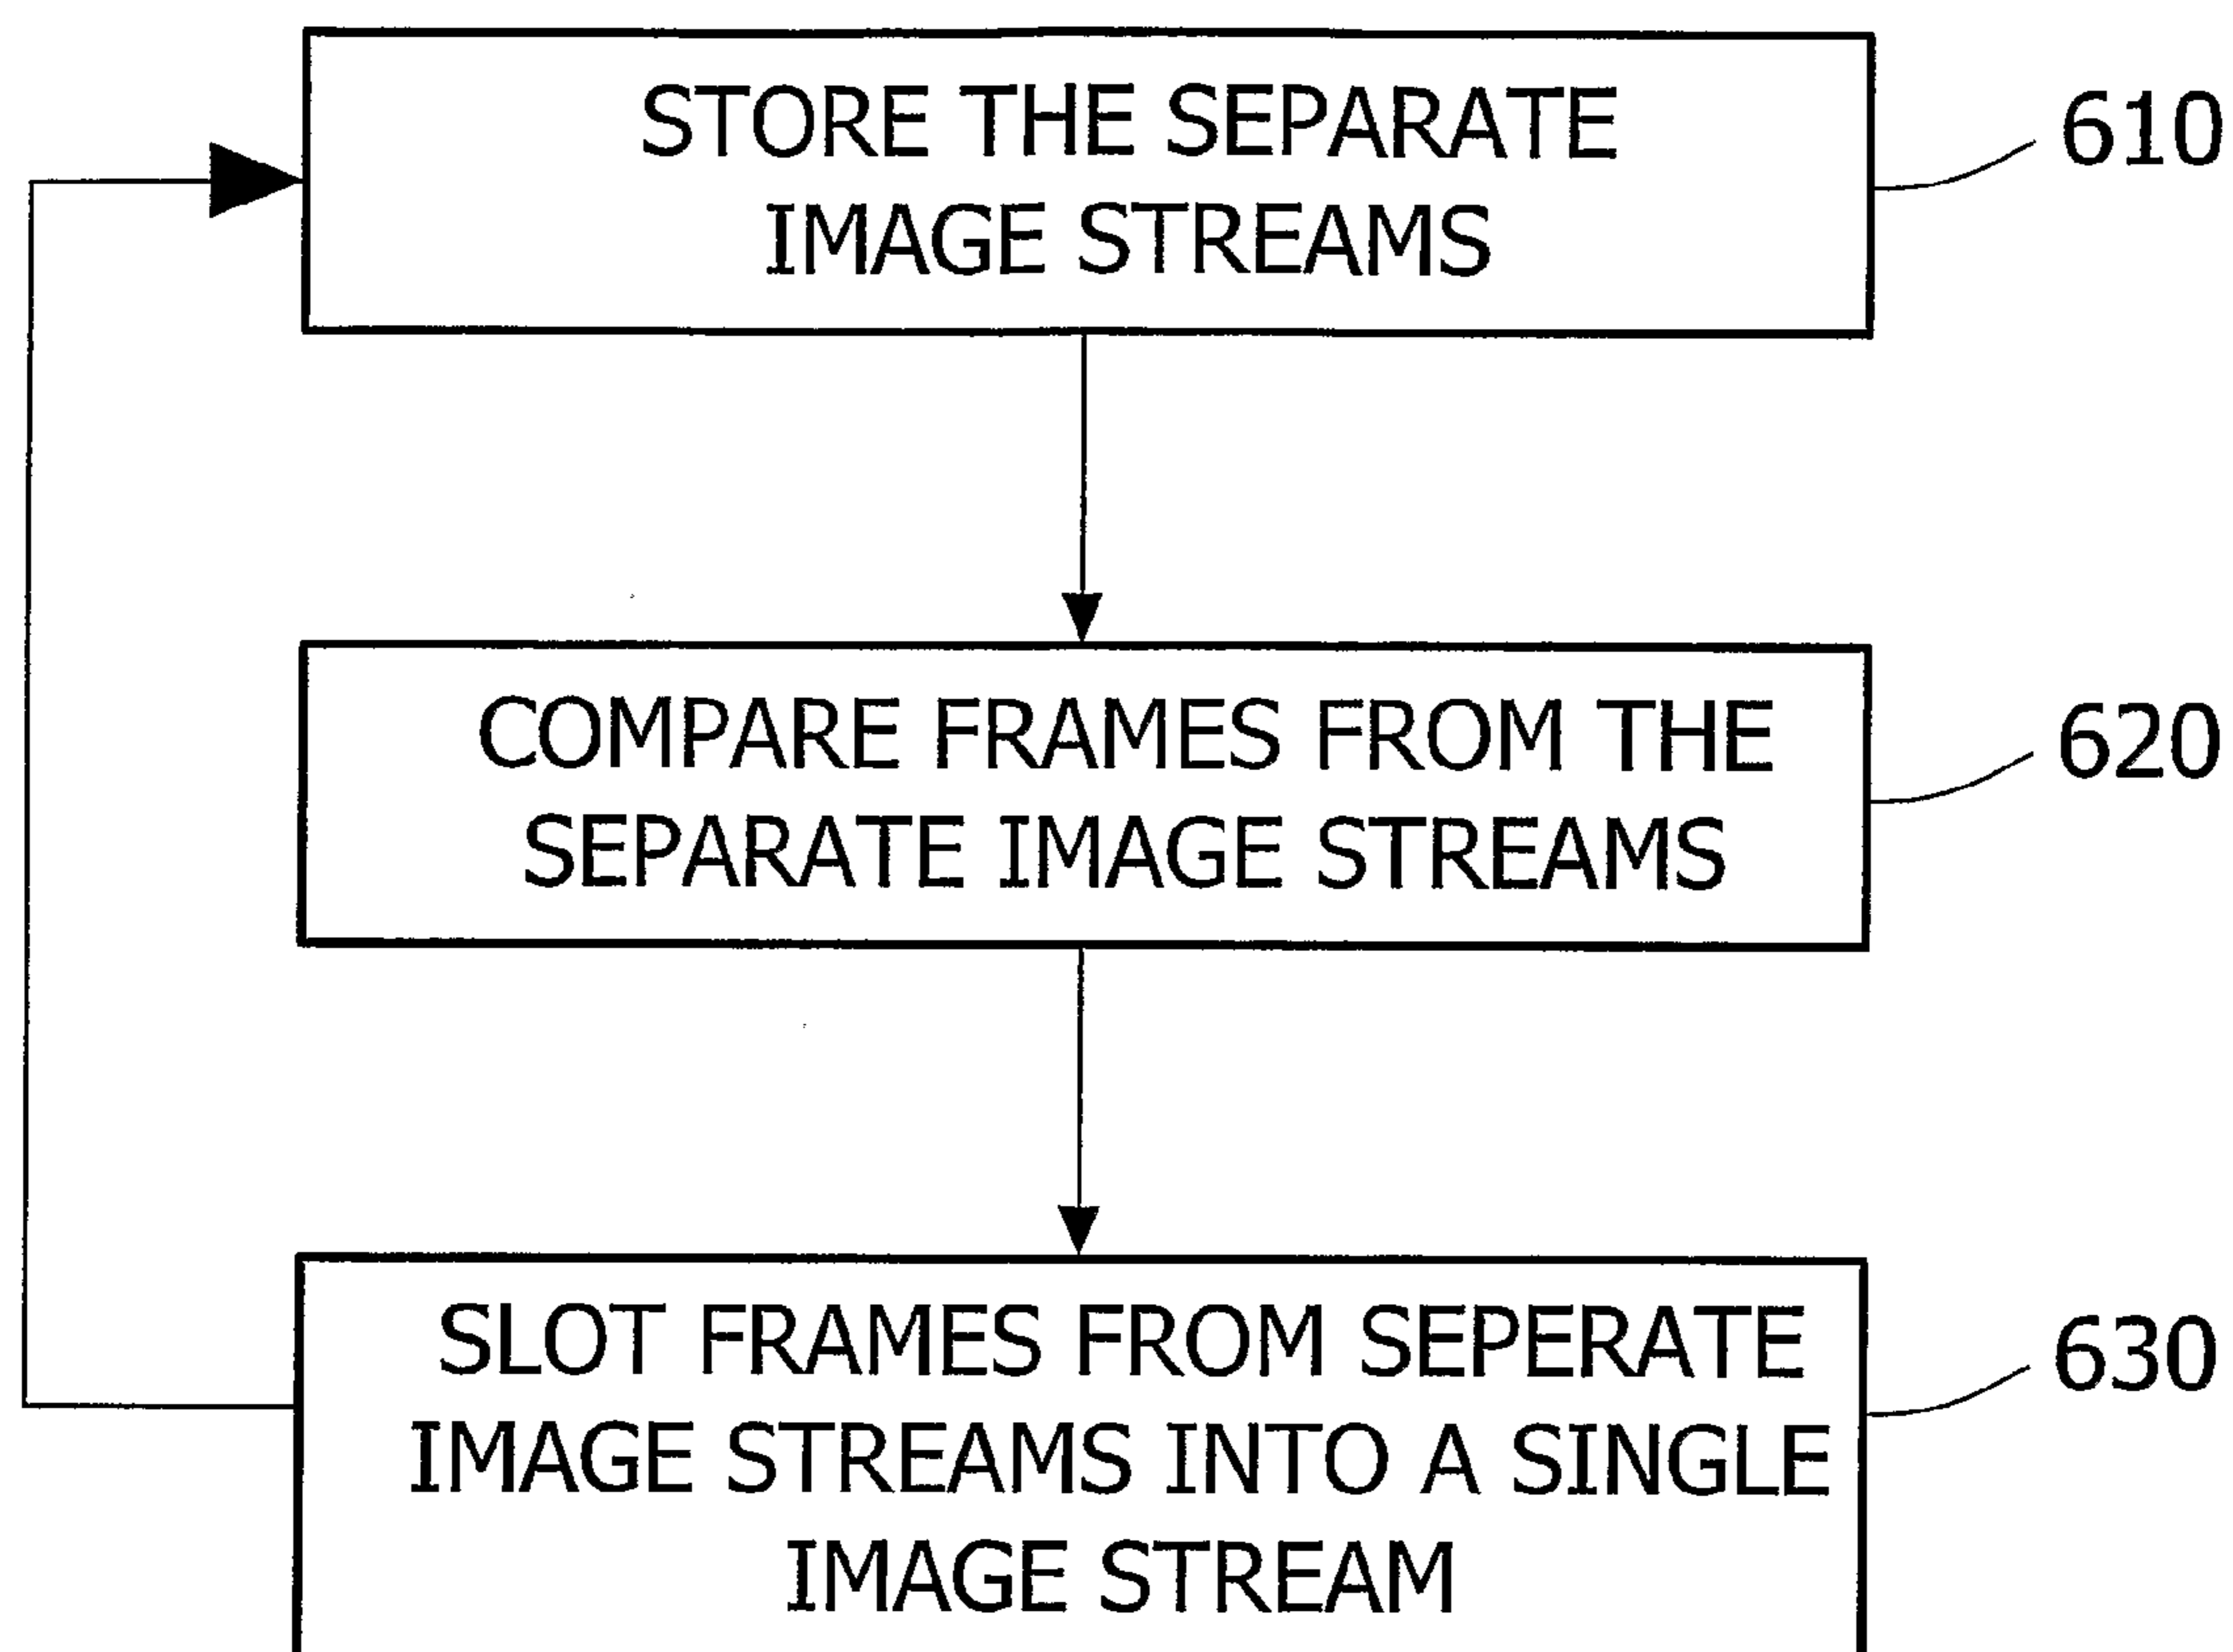 STORE THE SEPARATE
IMAGE STREAMS
610
COMPARE FRAMES FROM THE
SEPARATE IMAGE STREAMS
620
SLOT FRAMES FROM SEPERATE
IMAGE STREAMS INTO A SINGLE
IMAGE STREAM
630